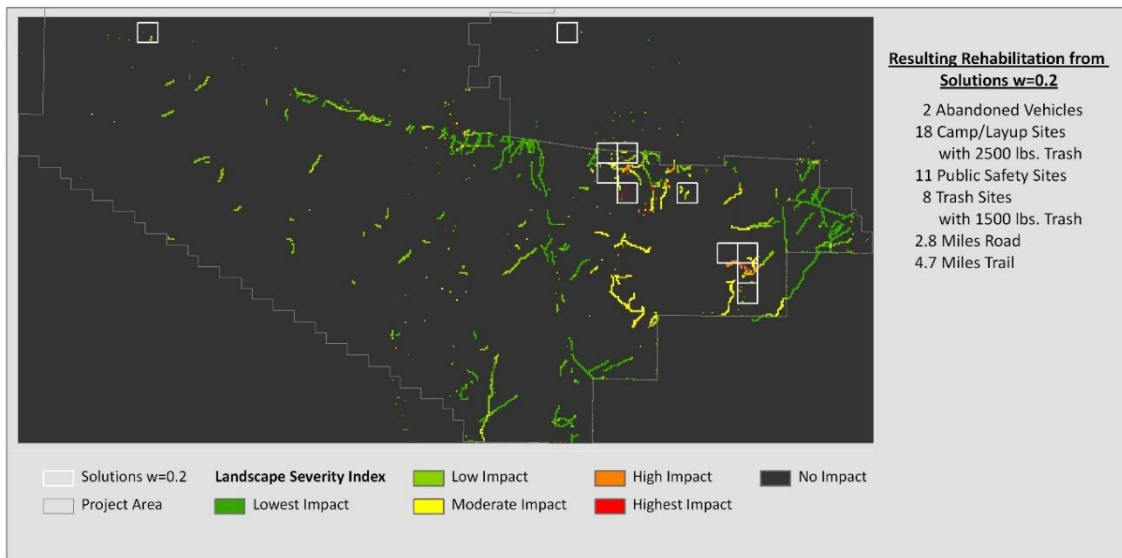 Resulting Rehabilitation from
Solutions w=0.2
2 Abandoned Vehicles
18 Camp/Layup Sites
with 2500 lbs. Trash
11 Public Safety Sites
8 Trash Sites
with 1500 lbs. Trash
2.8 Miles Road
4.7 Miles Trail
Solutions w=0.2
Project Area
Landscape Severity Index
Lowest Impact
Low Impact
Moderate Impact
High Impact
Highest Impact
No Impact